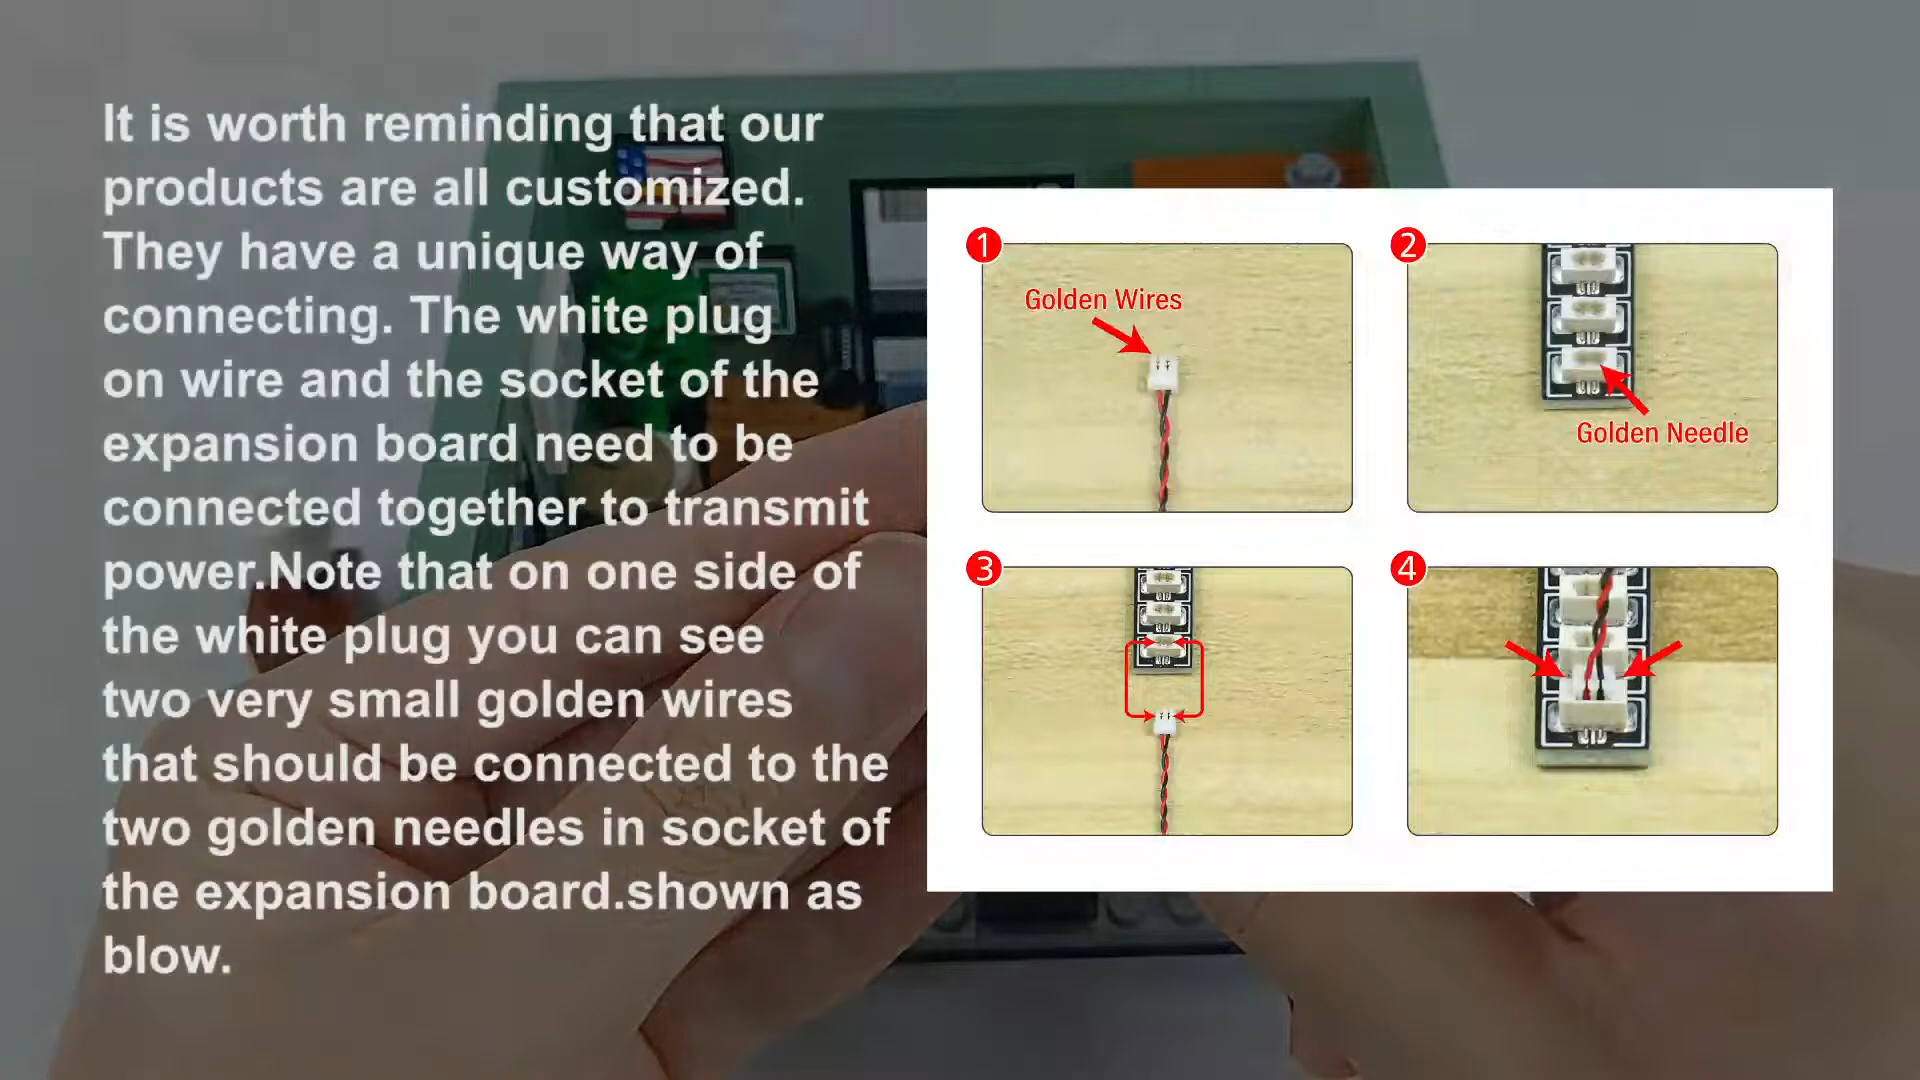 It is worth reminding that our
products are all customized.
They have a unique way of
connecting. The white plug
on wire and the socket of the
expansion board need to be
connected together to transmit
power.Note that on one side of
the white plug you can see
two very small golden wires
that should be connected to the
two golden needles in socket of
the expansion board.shown as
blow.
1
Golden Wires
2
Golden Needle
3
4